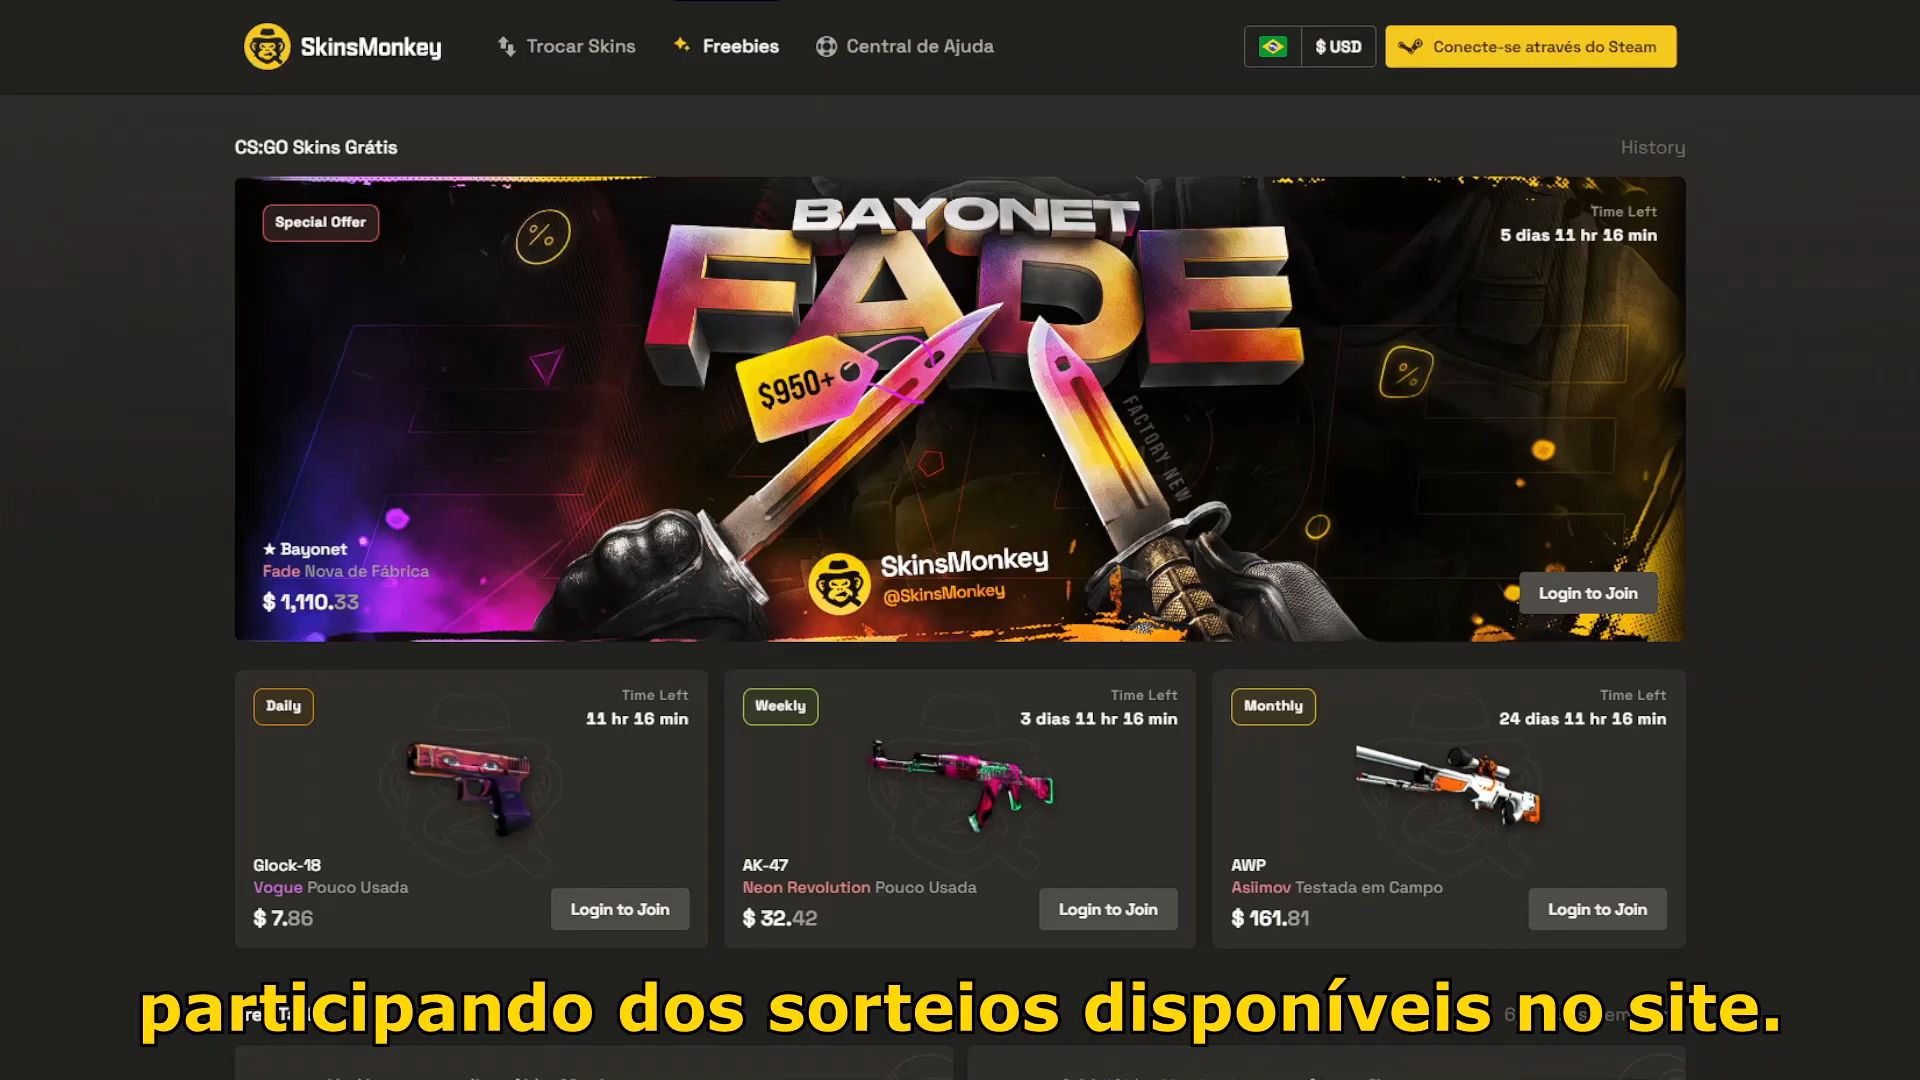 SkinsMonkey
Trocar Skins
Freebies
Central de Ajuda
$ USD
Conecte-se através do Steam
CS:GO Skins Grátis
History
Special Offer
BAYONET
FADE
Time Left
5 dias 11 hr 16 min
$950+
FACTORY NEW
★ Bayonet
Fade Nova de Fábrica
$ 1,110.33
SkinsMonkey
@SkinsMonkey
Login to Join
Daily
Time Left
11 hr 16 min
Glock-18
Vogue Pouco Usada
$ 7.86
Login to Join
Weekly
Time Left
3 dias 11 hr 16 min
AK-47
Neon Revolution Pouco Usada
$ 32.42
Login to Join
Monthly
Time Left
24 dias 11 hr 16 min
AWP
Asiimov Testada em Campo
$ 161.81
Login to Join
participando dos sorteios disponíveis no site.